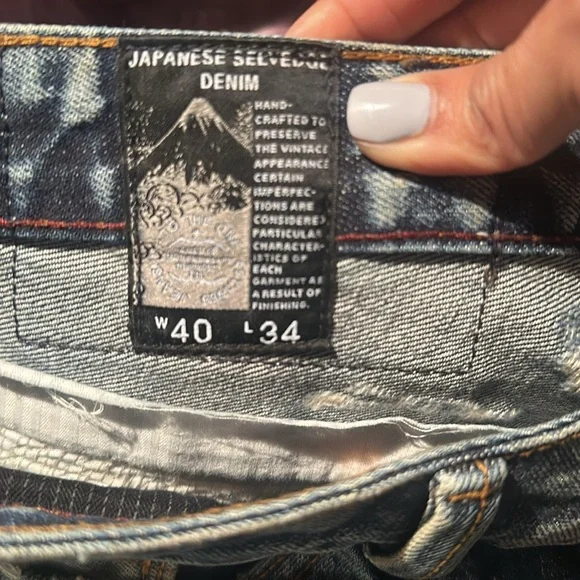 JAPANESE SELVEDGE
DENIM
HAND-
CRAFTED TO
PRESERVE
THE VINTAGE
APPEARANCE
CERTAIN
IMPERFEC-
TIONS ARE
CONSIDERED
PARTICULAR
CHARACTER-
ISTICS OF
EACH
GARMENT AS
A RESULT OF
FINISHING.
W40 L34